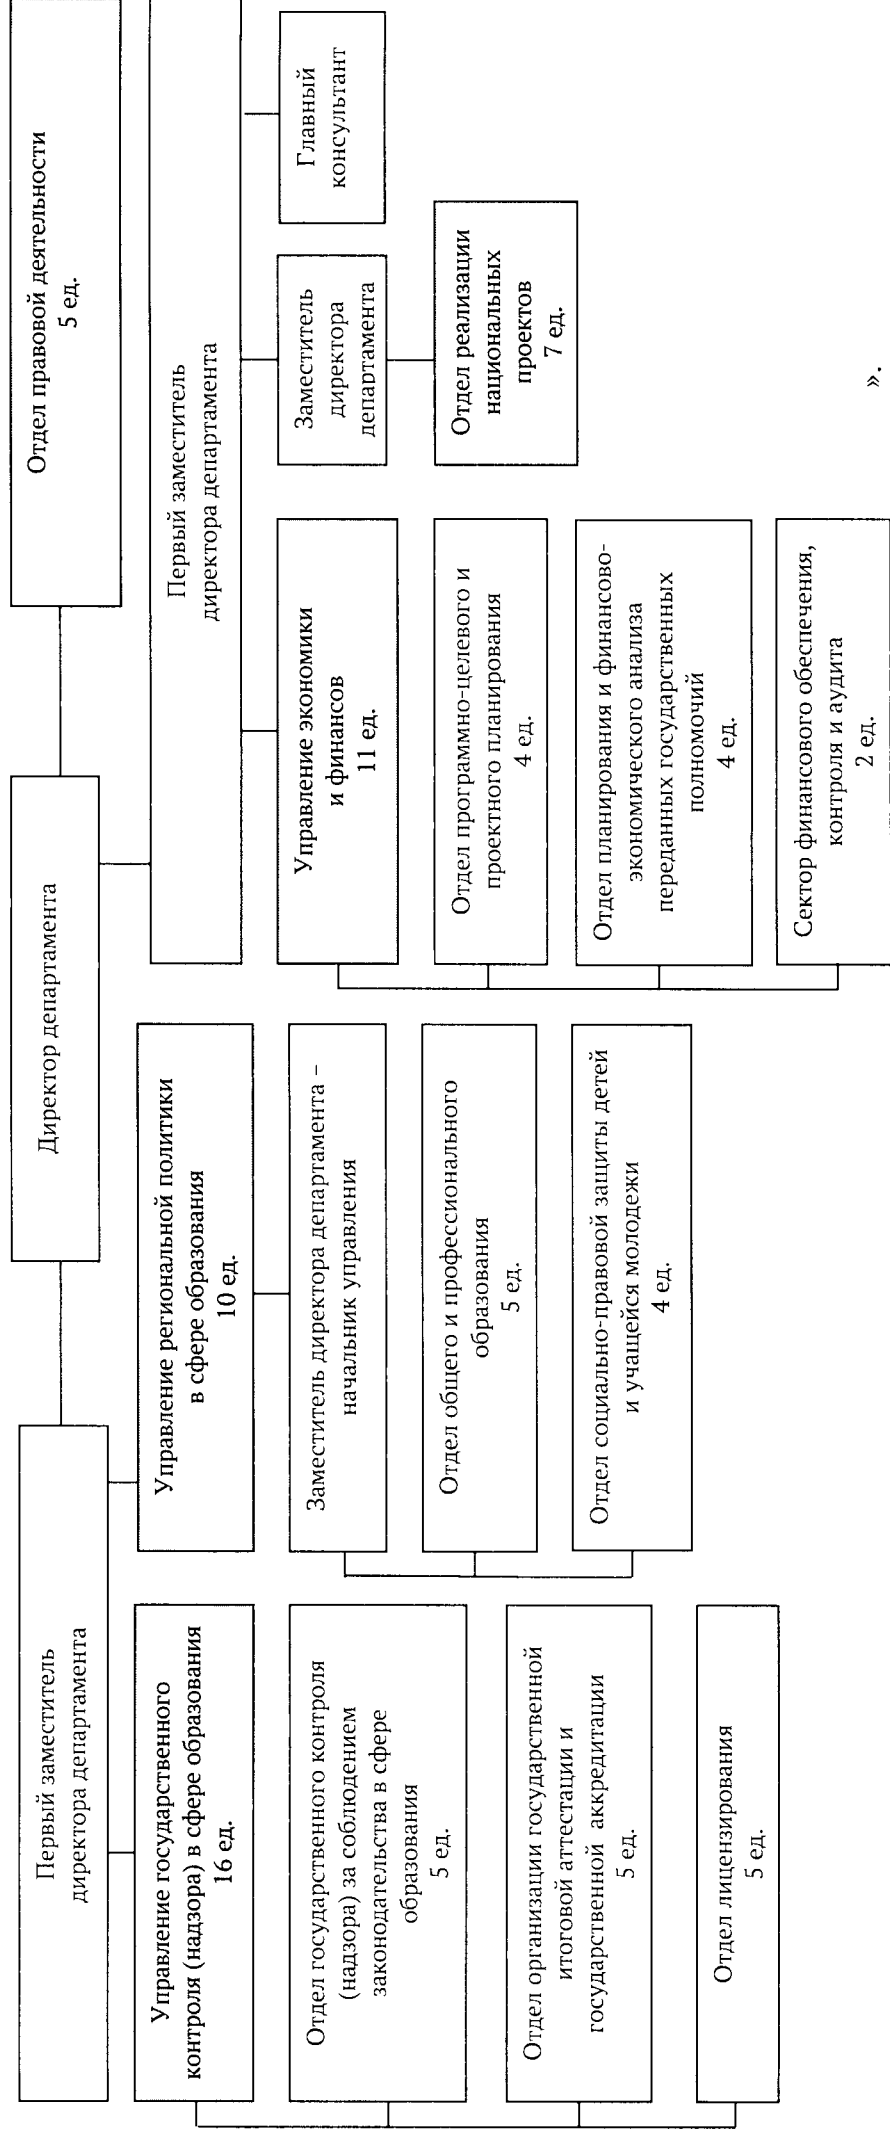 Директор департамента
Первый заместитель
директора департамента
Отдел правовой деятельности
5 ед.
Управление государственного
контроля (надзора) в сфере образования
16 ед.
Отдел государственного контроля
(надзора) за соблюдением
законодательства в сфере
образования
5 ед.
Отдел организации государственной
итоговой аттестации и
государственной аккредитации
5 ед.
Отдел лицензирования
5 ед.
Управление региональной политики
в сфере образования
10 ед.
Заместитель директора департамента –
начальник управления
Отдел общего и профессионального
образования
5 ед.
Отдел социально-правовой защиты детей
и учащейся молодежи
4 ед.
Первый заместитель
директора департамента
Управление экономики
и финансов
11 ед.
Отдел программно-целевого и
проектного планирования
4 ед.
Отдел планирования и финансово-
экономического анализа
переданных государственных
полномочий
4 ед.
Сектор финансового обеспечения,
контроля и аудита
2 ед.
Заместитель
директора
департамента
Отдел реализации
национальных
проектов
7 ед.
Главный
консультант
».